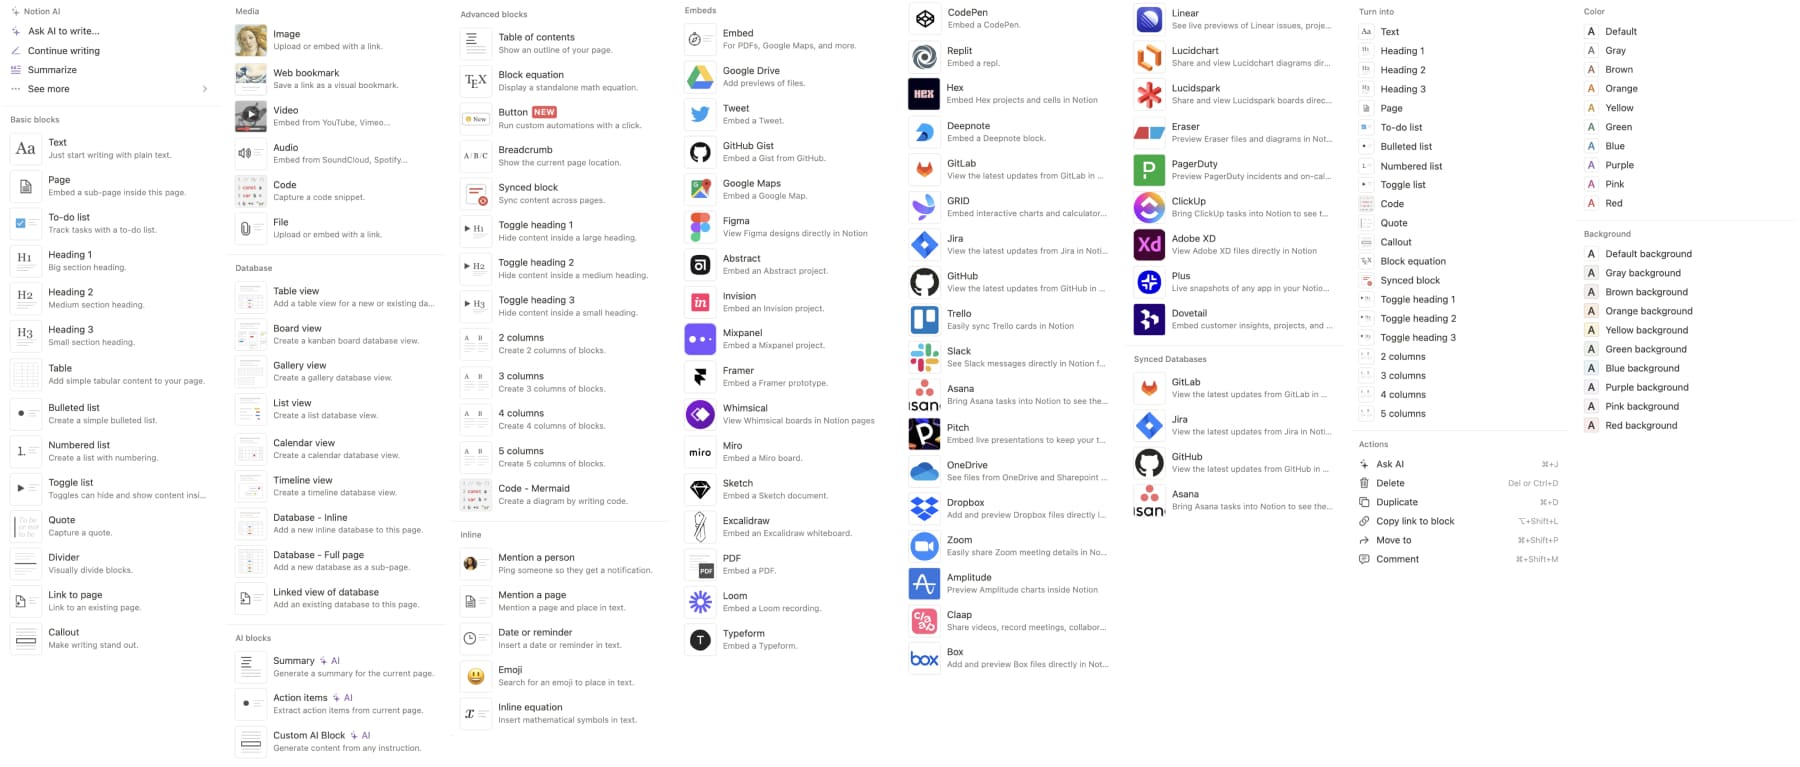 Notion AI
Ask AI to write...
Continue writing
Summarize
See more
Basic blocks
Aa
Text
Just start writing with plain text.
Page
Embed a sub-page inside this page.
To-do list
Track tasks with a to-do list.
H1
Heading 1
Big section heading.
H2
Heading 2
Medium section heading.
H3
Heading 3
Small section heading.
Table
Add simple tabular content to your page.
Bulleted list
Create a simple bulleted list.
1.
Numbered list
Create a list with numbering.
Toggle list
Toggles can hide and show content insi...
To be
or not
to be
Quote
Capture a quote.
Divider
Visually divide blocks.
Link to page
Link to an existing page.
Callout
Make writing stand out.
Media
Image
Upload or embed with a link.
Web bookmark
Save a link as a visual bookmark.
Video
Embed from YouTube, Vimeo...
Audio
Embed from SoundCloud, Spotify...
Code
Capture a code snippet.
File
Upload or embed with a link.
Database
Table view
Add a table view for a new or existing da...
Board view
Create a kanban board database view.
Gallery view
Create a gallery database view.
List view
Create a list database view.
Calendar view
Create a calendar database view.
Timeline view
Create a timeline database view.
Database - Inline
Add a new inline database to this page.
Database - Full page
Add a new database as a sub-page.
Linked view of database
Add an existing database to this page.
AI blocks
Summary AI
Generate a summary for the current page.
Action items AI
Extract action items from current page.
Custom AI Block AI
Generate content from any instruction.
Advanced blocks
Table of contents
Show an outline of your page.
TEX
Block equation
Display a standalone math equation.
New
Button NEW
Run custom automations with a click.
A/B/C
Breadcrumb
Show the current page location.
Synced block
Sync content across pages.
H1
Toggle heading 1
Hide content inside a large heading.
H2
Toggle heading 2
Hide content inside a medium heading.
H3
Toggle heading 3
Hide content inside a small heading.
A B
2 columns
Create 2 columns of blocks.
A B
3 columns
Create 3 columns of blocks.
A B
4 columns
Create 4 columns of blocks.
A B
5 columns
Create 5 columns of blocks.
Code - Mermaid
Create a diagram by writing code.
Inline
Mention a person
Ping someone so they get a notification.
Mention a page
Mention a page and place in text.
Date or reminder
Insert a date or reminder in text.
Emoji
Search for an emoji to place in text.
x
Inline equation
Insert mathematical symbols in text.
Embeds
Embed
For PDFs, Google Maps, and more.
Google Drive
Add previews of files.
Tweet
Embed a Tweet.
GitHub Gist
Embed a Gist from GitHub.
Google Maps
Embed a Google Map.
Figma
View Figma designs directly in Notion
Abstract
Embed an Abstract project.
in
Invision
Embed an Invision project.
Mixpanel
Embed a Mixpanel project.
Framer
Embed a Framer prototype.
Whimsical
View Whimsical boards in Notion pages
miro
Miro
Embed a Miro board.
Sketch
Embed a Sketch document.
Excalidraw
Embed an Excalidraw whiteboard.
PDF
PDF
Embed a PDF.
Loom
Embed a Loom recording.
T
Typeform
Embed a Typeform.
CodePen
Embed a CodePen.
Replit
Embed a repl.
HEX
Hex
Embed Hex projects and cells in Notion
Deepnote
Embed a Deepnote block.
GitLab
View the latest updates from GitLab in ...
GRID
Embed interactive charts and calculator...
Jira
View the latest updates from Jira in Noti...
GitHub
View the latest updates from GitHub in ...
Trello
Easily sync Trello cards in Notion
Slack
See Slack messages directly in Notion f...
asana
Asana
Bring Asana tasks into Notion to see the...
Pitch
Embed live presentations to keep your t...
OneDrive
See files from OneDrive and Sharepoint ...
Dropbox
Add and preview Dropbox files directly i...
Zoom
Easily share Zoom meeting details in No...
Amplitude
Preview Amplitude charts inside Notion
Claap
Share videos, record meetings, collabor...
box
Box
Add and preview Box files directly in Not...
Linear
See live previews of Linear issues, proje...
Lucidchart
Share and view Lucidchart diagrams dir...
Lucidspark
Share and view Lucidspark boards direc...
Eraser
Preview Eraser files and diagrams in Not...
P
PagerDuty
Preview PagerDuty incidents and on-cal...
ClickUp
Bring ClickUp tasks into Notion to see t...
Xd
Adobe XD
View Adobe XD files directly in Notion
Plus
Live snapshots of any app in your Notio...
Dovetail
Embed customer insights, projects, and ...
Synced Databases
GitLab
View the latest updates from GitLab in ...
Jira
View the latest updates from Jira in Noti...
GitHub
View the latest updates from GitHub in ...
asana
Asana
Bring Asana tasks into Notion to see the...
Turn into
Aa Text
H1 Heading 1
H2 Heading 2
H3 Heading 3
Page
To-do list
Bulleted list
1. Numbered list
Toggle list
Code
Quote
Callout
TEX Block equation
Synced block
Toggle heading 1
Toggle heading 2
Toggle heading 3
2 columns
3 columns
4 columns
5 columns
Actions
Ask AI ⌘+J
Delete Del or Ctrl+D
Duplicate ⌘+D
Copy link to block ⌥+Shift+L
Move to ⌘+Shift+P
Comment ⌘+Shift+M
Color
A Default
A Gray
A Brown
A Orange
A Yellow
A Green
A Blue
A Purple
A Pink
A Red
Background
A Default background
A Gray background
A Brown background
A Orange background
A Yellow background
A Green background
A Blue background
A Purple background
A Pink background
A Red background